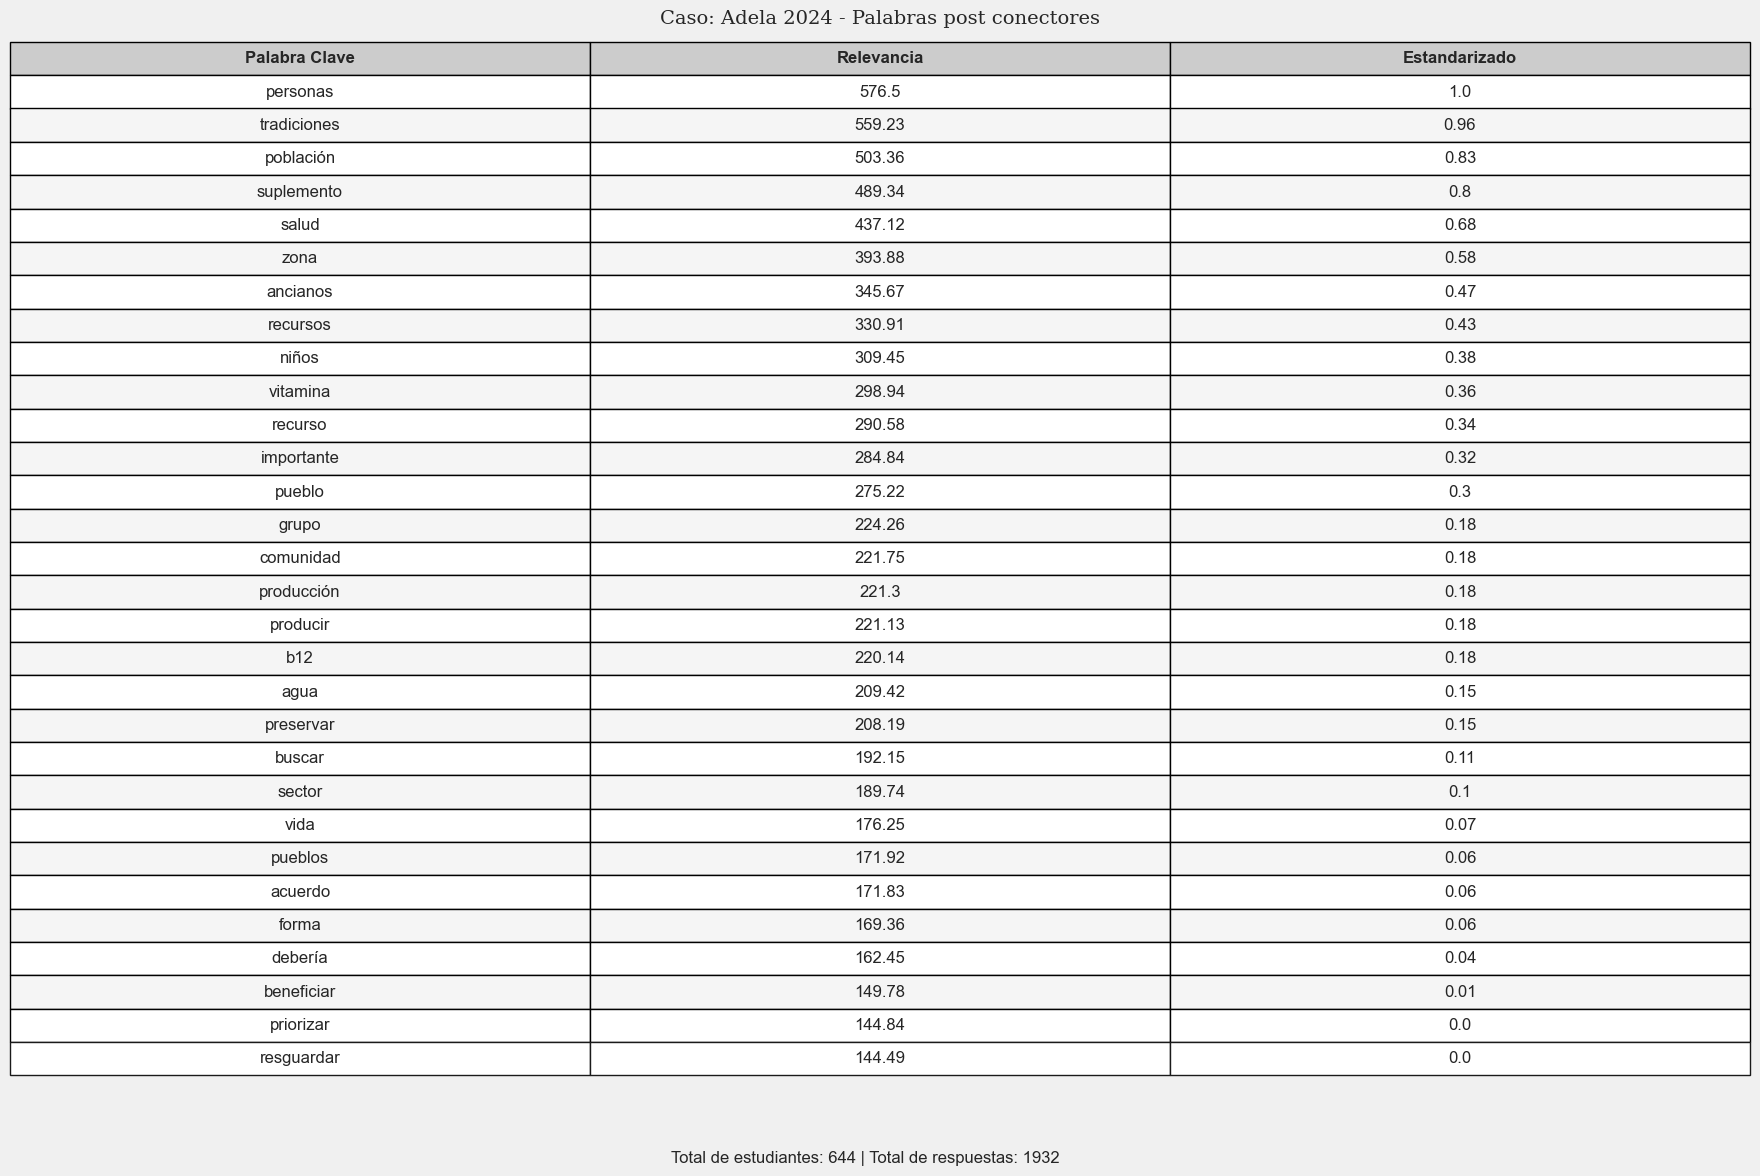 Caso: Adela 2024 - Palabras post conectores
Palabra Clave Relevancia Estandarizado
personas 576.5 1.0
tradiciones 559.23 0.96
población 503.36 0.83
suplemento 489.34 0.8
salud 437.12 0.68
zona 393.88 0.58
ancianos 345.67 0.47
recursos 330.91 0.43
niños 309.45 0.38
vitamina 298.94 0.36
recurso 290.58 0.34
importante 284.84 0.32
pueblo 275.22 0.3
grupo 224.26 0.18
comunidad 221.75 0.18
producción 221.3 0.18
producir 221.13 0.18
b12 220.14 0.18
agua 209.42 0.15
preservar 208.19 0.15
buscar 192.15 0.11
sector 189.74 0.1
vida 176.25 0.07
pueblos 171.92 0.06
acuerdo 171.83 0.06
forma 169.36 0.06
debería 162.45 0.04
beneficiar 149.78 0.01
priorizar 144.84 0.0
resguardar 144.49 0.0
Total de estudiantes: 644 | Total de respuestas: 1932